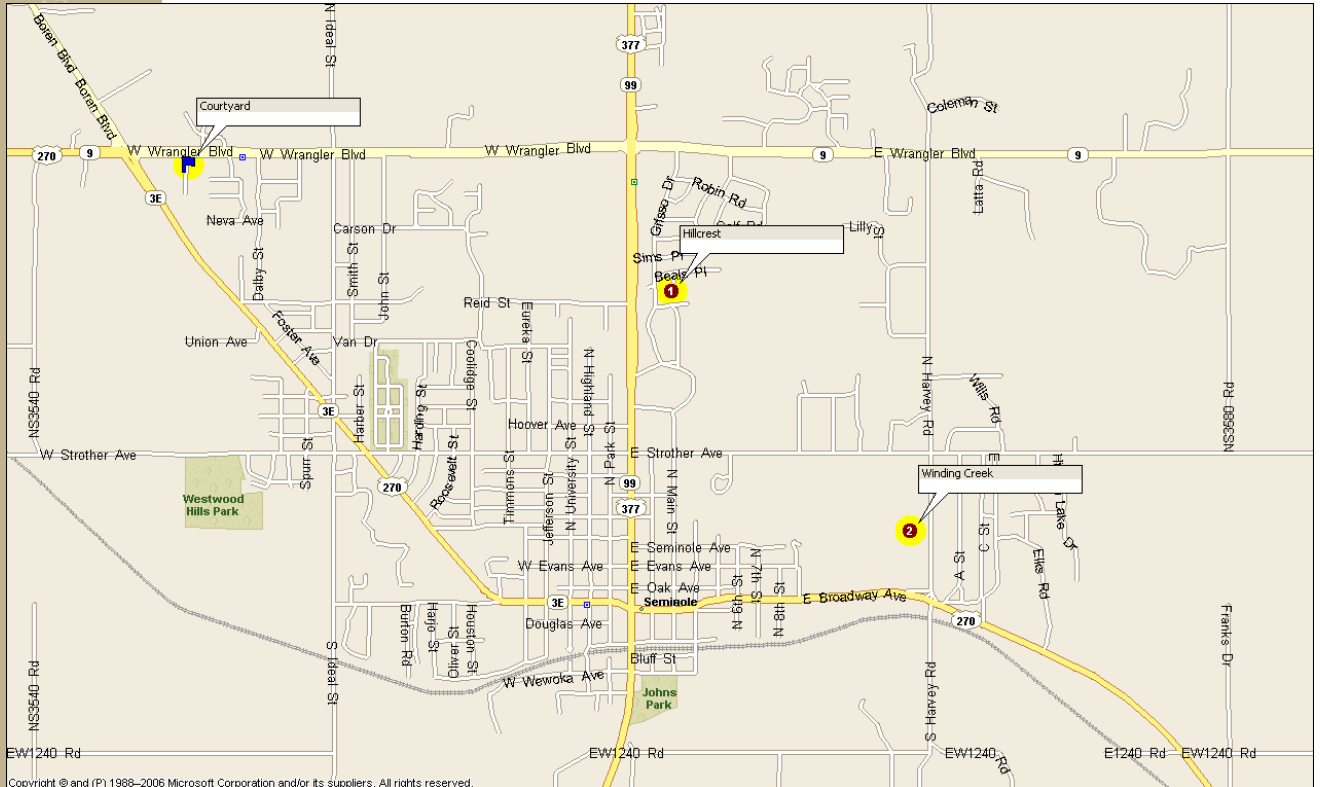 Boren Blvd
Boren Blvd
N Ideal St
377
99
Courtyard
Coleman St
270
9
W Wrangler Blvd
W Wrangler Blvd
W Wrangler Blvd
9
E Wrangler Blvd
9
3E
Neva Ave
Dalby St
Carson Dr
Smith St
John St
Grisso Dr
Robin Rd
Latta Rd
Lilly St
Hillcrest
Sims Pl
Beals Pl
1
Reid St
Eureka St
Foster Ave
Union Ave
Van Dr
Coolidge St
N Highland St
NS3540 Rd
3E
Harber St
Harding St
Hoover Ave
N Park St
N Harvey Rd
Wills Rd
NS3580 Rd
W Strother Ave
Spurr St
Roosevelt St
E Strother Ave
Westwood
Hills Park
270
Timmons St
Jefferson St
N University St
99
377
N Main St
Winding Creek
2
A St
C St
Lake Dr
Elks Rd
E Seminole Ave
W Evans Ave
E Evans Ave
E Oak Ave
N 6th St
N 7th St
N 8th St
3E
Seminole
E Broadway Ave
270
Burton Rd
Harjo St
Oliver St
Houston St
Douglas Ave
Bluff St
W Wewoka Ave
Johns
Park
S Ideal St
NS3540 Rd
S Harvey Rd
Franks Dr
EW1240 Rd
EW1240 Rd
EW1240
Rd
E1240 Rd
EW1240 Rd
Copyright © and (P) 1988–2006 Microsoft Corporation and/or its suppliers. All rights reserved.